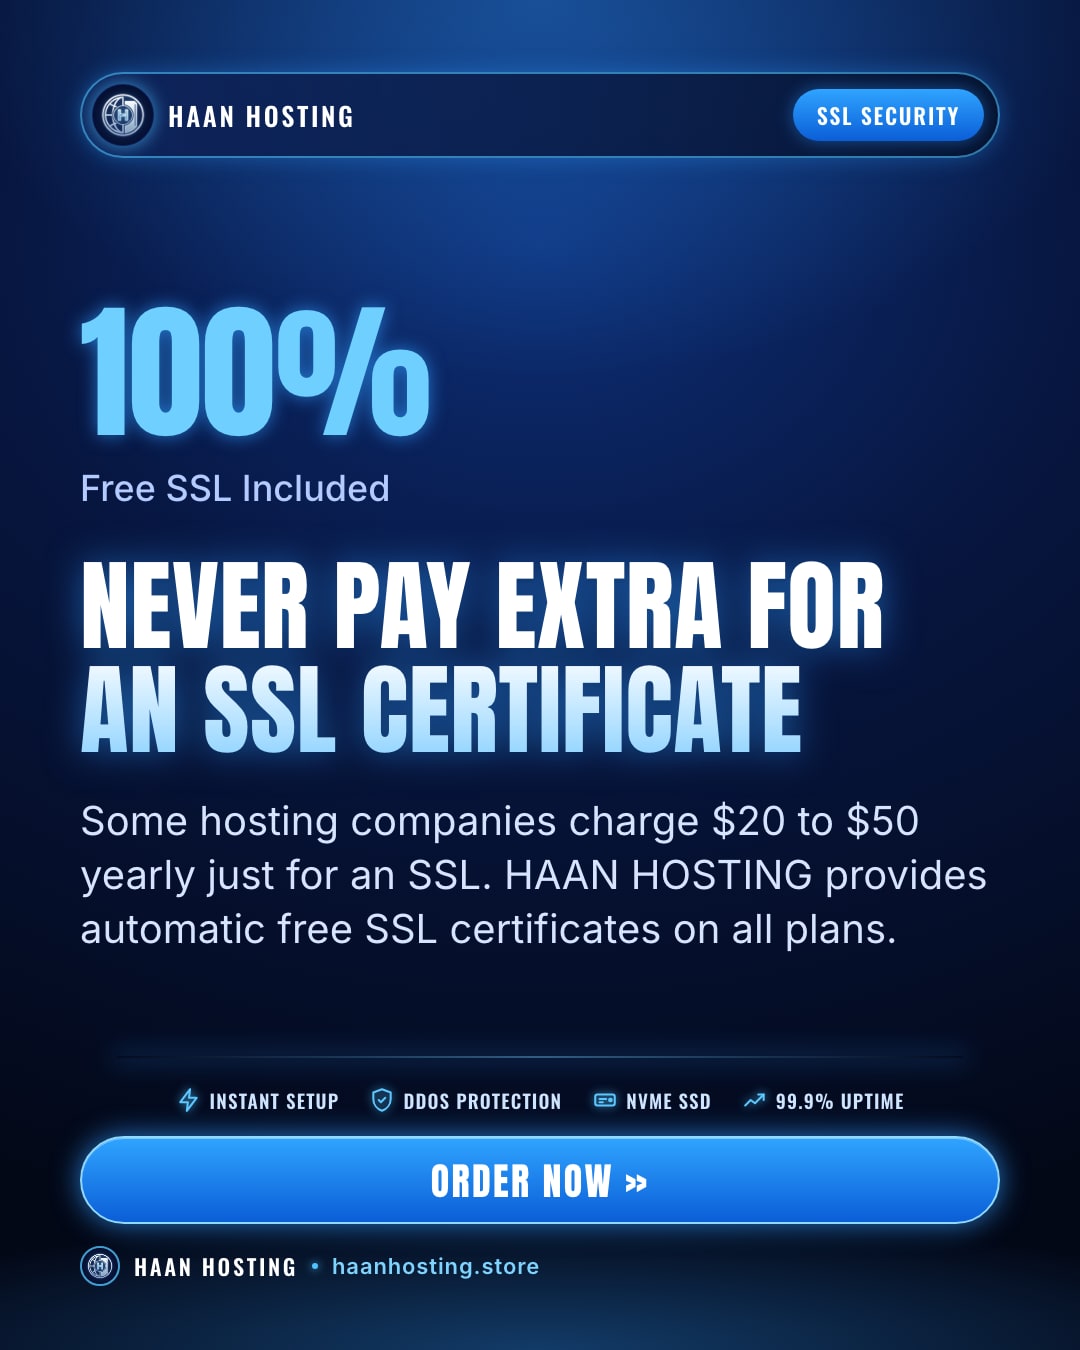 HAAN HOSTING
SSL SECURITY
100%
Free SSL Included
NEVER PAY EXTRA FOR
AN SSL CERTIFICATE
Some hosting companies charge $20 to $50
yearly just for an SSL. HAAN HOSTING provides
automatic free SSL certificates on all plans.
INSTANT SETUP DDOS PROTECTION NVME SSD 99.9% UPTIME
ORDER NOW »
HAAN HOSTING • haanhosting.store